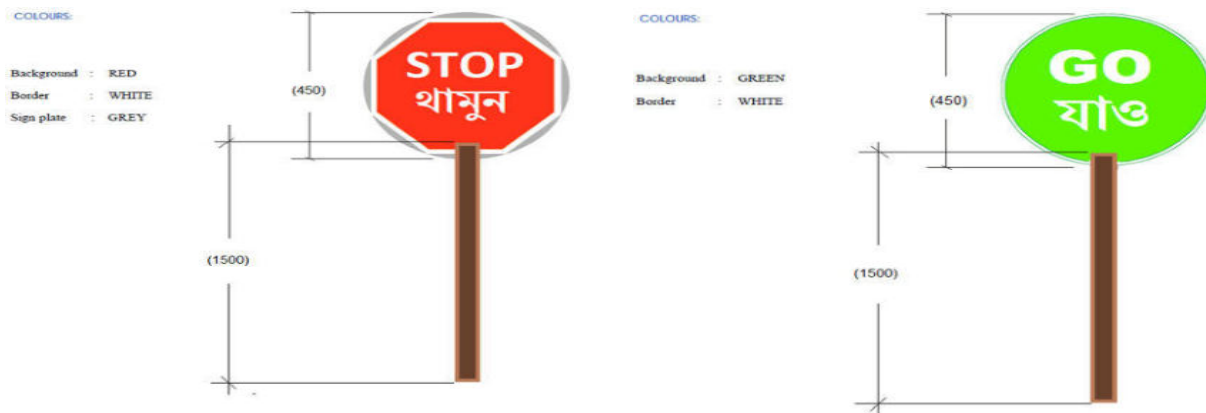 COLOURS:
Background : RED
Border : WHITE
Sign plate : GREY
(450)
STOP
থামুন
(1500)
COLOURS:
Background : GREEN
Border : WHITE
(450)
GO
যাও
(1500)